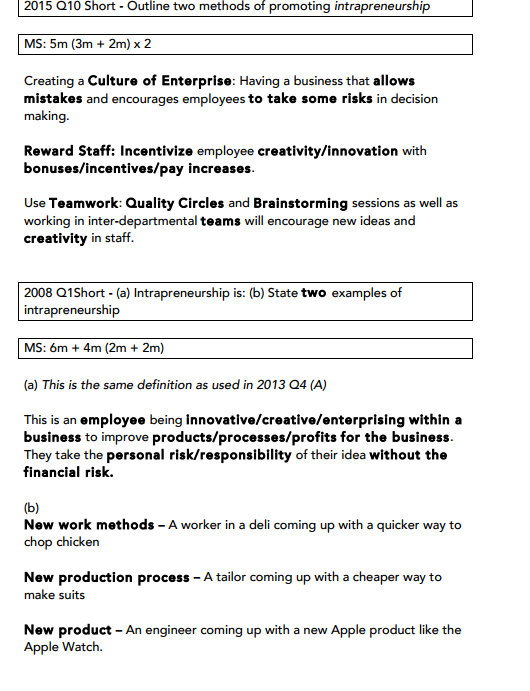 2015 Q10 Short - Outline two methods of promoting intrapreneurship
MS: 5m (3m + 2m) x 2
Creating a Culture of Enterprise: Having a business that allows
mistakes and encourages employees to take some risks in decision
making.
Reward Staff: Incentivize employee creativity/innovation with
bonuses/incentives/pay increases.
Use Teamwork: Quality Circles and Brainstorming sessions as well as
working in inter-departmental teams will encourage new ideas and
creativity in staff.
2008 Q1Short - (a) Intrapreneurship is: (b) State two examples of
intrapreneurship
MS: 6m + 4m (2m + 2m)
(a) This is the same definition as used in 2013 Q4 (A)
This is an employee being innovative/creative/enterprising within a
business to improve products/processes/profits for the business.
They take the personal risk/responsibility of their idea without the
financial risk.
(b)
New work methods – A worker in a deli coming up with a quicker way to
chop chicken
New production process – A tailor coming up with a cheaper way to
make suits
New product – An engineer coming up with a new Apple product like the
Apple Watch.